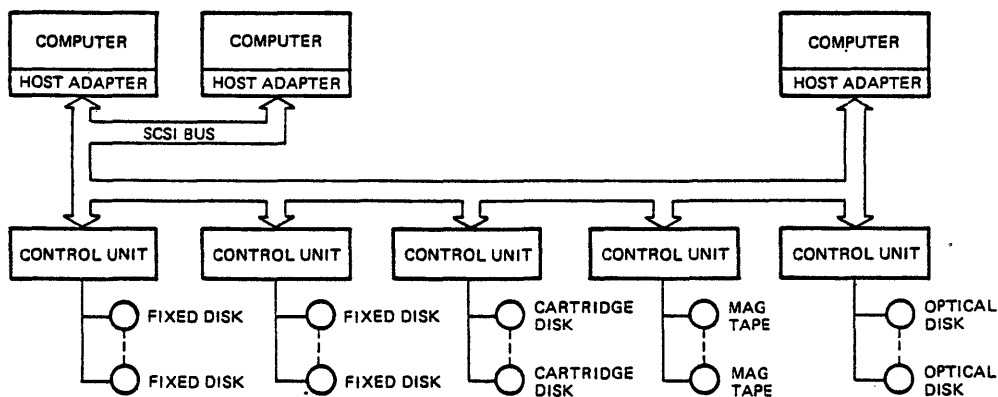 COMPUTER
HOST ADAPTER
COMPUTER
HOST ADAPTER
COMPUTER
HOST ADAPTER
SCSI BUS
CONTROL UNIT
CONTROL UNIT
CONTROL UNIT
CONTROL UNIT
CONTROL UNIT
FIXED DISK
FIXED DISK
CARTRIDGE
DISK
MAG
TAPE
OPTICAL
DISK
FIXED DISK
FIXED DISK
CARTRIDGE
DISK
MAG
TAPE
OPTICAL
DISK